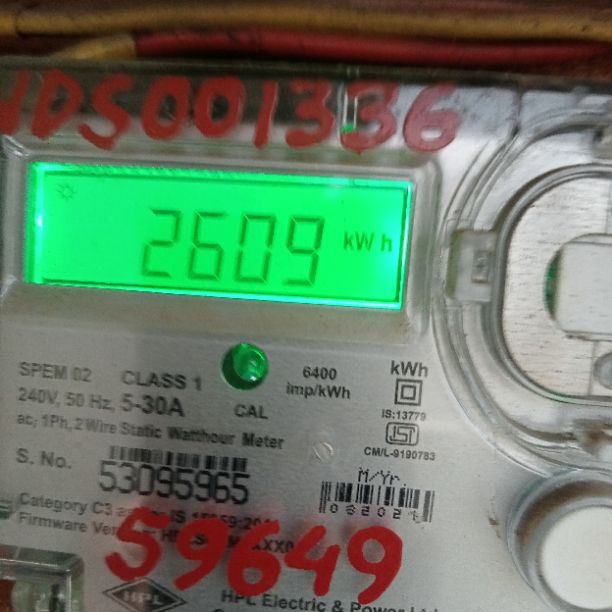 NDS001336
2609 kWh
SPEM 02 CLASS 1
6400 imp/kWh
kWh
240V, 50 Hz, 5-30A
CAL
IS:13779
ac, 1Ph, 2 Wire Static Watthour Meter
CM/L-9190783
S. No. 53095965
M/Yr.
Category C3
Firmware
59649
HPL
HPL Electric & Power